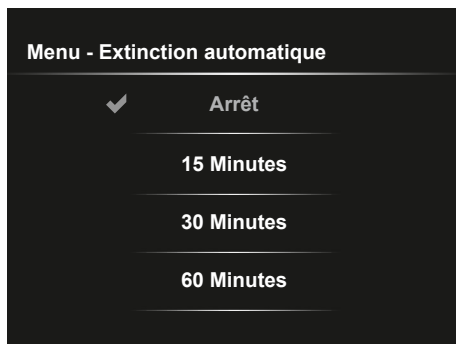 Menu - Extinction automatique
Arrêt
15 Minutes
30 Minutes
60 Minutes